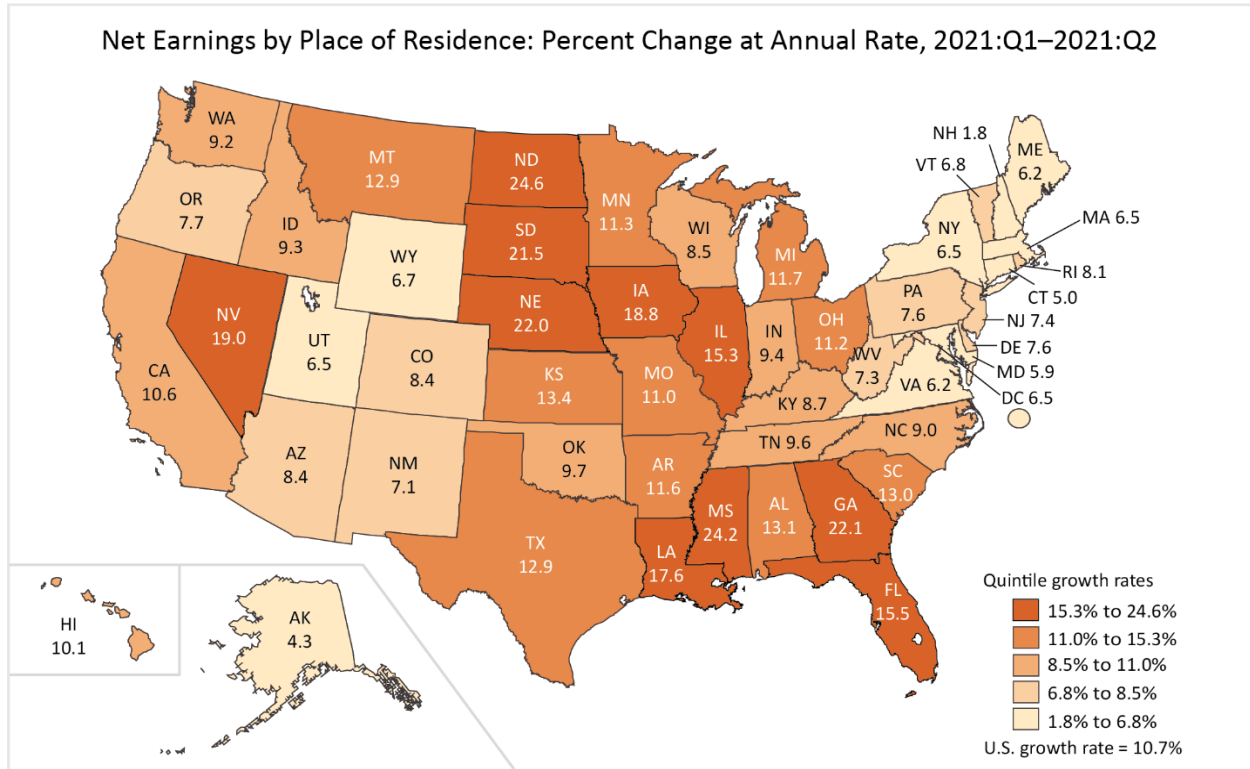 Net Earnings by Place of Residence: Percent Change at Annual Rate, 2021:Q1–2021:Q2
WA
9.2
OR
7.7
CA
10.6
NV
19.0
ID
9.3
MT
12.9
WY
6.7
UT
6.5
CO
8.4
AZ
8.4
NM
7.1
ND
24.6
SD
21.5
NE
22.0
KS
13.4
OK
9.7
TX
12.9
MN
11.3
IA
18.8
MO
11.0
AR
11.6
LA
17.6
WI
8.5
IL
15.3
MI
11.7
IN
9.4
OH
11.2
KY 8.7
TN 9.6
MS
24.2
AL
13.1
GA
22.1
FL
15.5
SC
13.0
NC 9.0
VA 6.2
WV
7.3
PA
7.6
NY
6.5
VT 6.8
NH 1.8
ME
6.2
MA 6.5
RI 8.1
CT 5.0
NJ 7.4
DE 7.6
MD 5.9
DC 6.5
HI
10.1
AK
4.3
Quintile growth rates
15.3% to 24.6%
11.0% to 15.3%
8.5% to 11.0%
6.8% to 8.5%
1.8% to 6.8%
U.S. growth rate = 10.7%